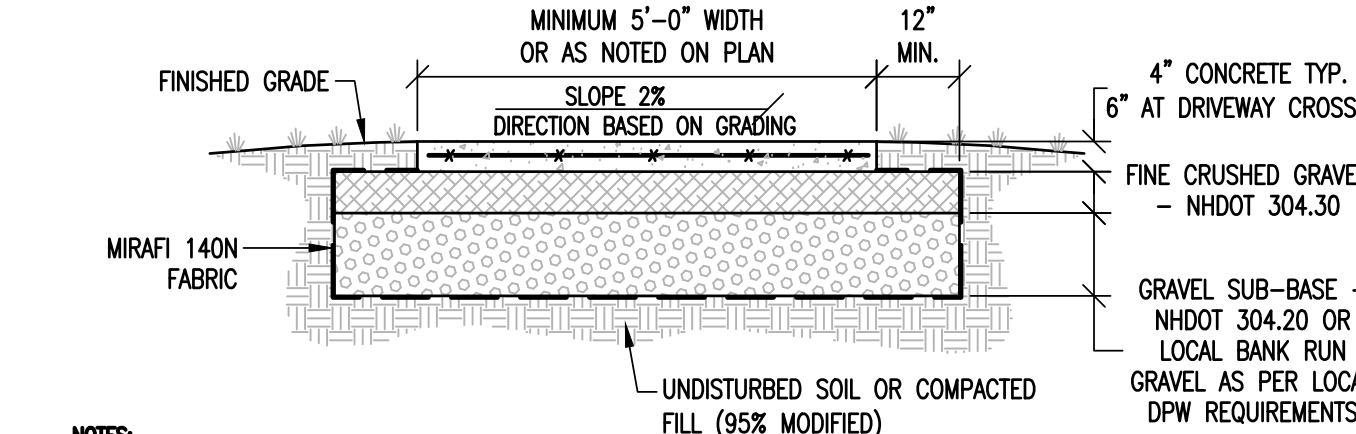 MINIMUM 5'-0" WIDTH
OR AS NOTED ON PLAN
12"
MIN.
FINISHED GRADE
SLOPE 2%
DIRECTION BASED ON GRADING
4" CONCRETE TYP.
6" AT DRIVEWAY CROSS
FINE CRUSHED GRAVE
- NHDOT 304.30
MIRAFI 140N
FABRIC
GRAVEL SUB-BASE -
NHDOT 304.20 OR
LOCAL BANK RUN
GRAVEL AS PER LOCA
DPW REQUIREMENTS
UNDISTURBED SOIL OR COMPACTED
FILL (95% MODIFIED)
NOTES: